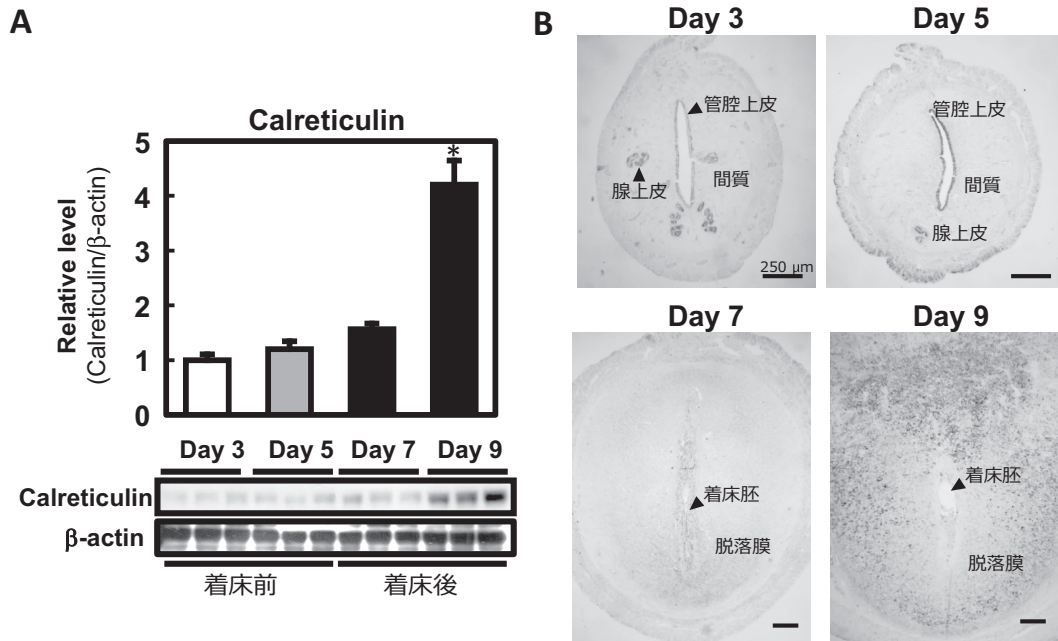 A
Calreticulin
Relative level
(Calreticulin/β-actin)
5
4
3
2
1
0
*
Day 3 Day 5 Day 7 Day 9
Calreticulin
β-actin
着床前 着床後
B
Day 3
管腔上皮
間質
腺上皮
250 μm
Day 5
管腔上皮
間質
腺上皮
Day 7
着床胚
脱落膜
Day 9
着床胚
脱落膜